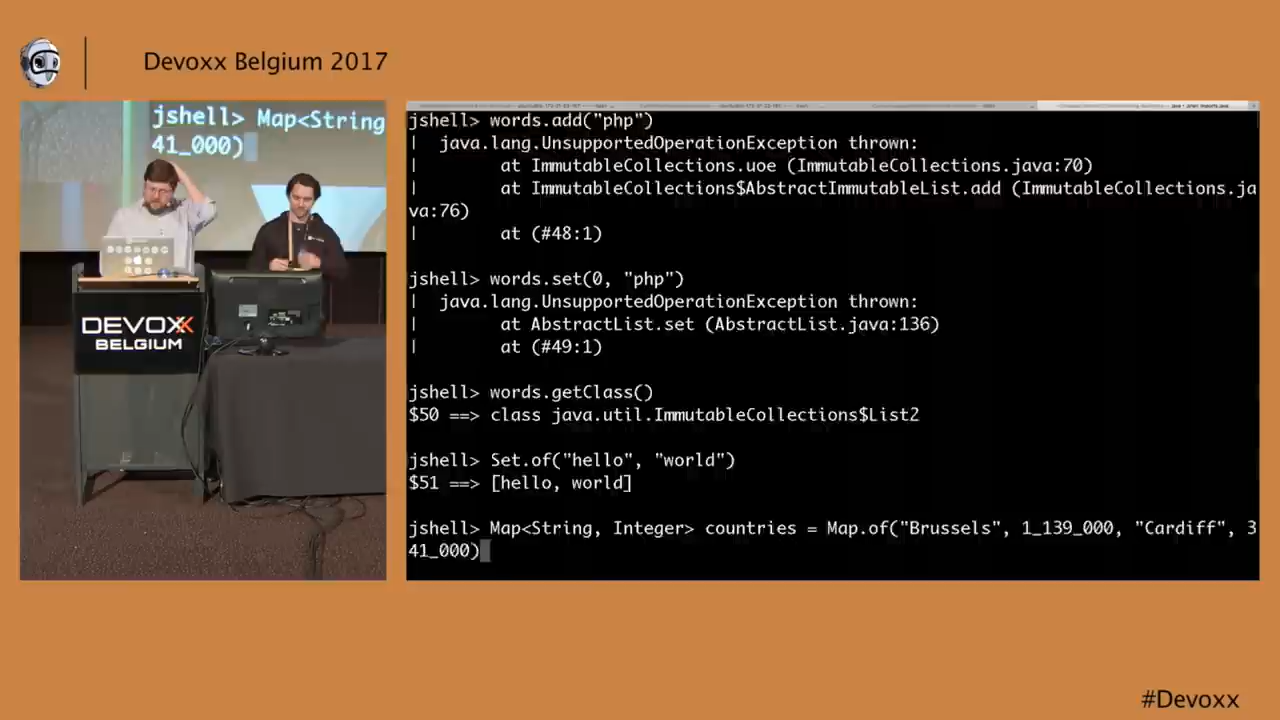 Devoxx Belgium 2017
jshell> Map<String
41_000)
DEVOXX
BELGIUM
jshell> words.add("php")
|  java.lang.UnsupportedOperationException thrown:
|        at ImmutableCollections.uoe (ImmutableCollections.java:70)
|        at ImmutableCollections$AbstractImmutableList.add (ImmutableCollections.ja
va:76)
|        at (#48:1)
jshell> words.set(0, "php")
|  java.lang.UnsupportedOperationException thrown:
|        at AbstractList.set (AbstractList.java:136)
|        at (#49:1)
jshell> words.getClass()
$50 ==> class java.util.ImmutableCollections$List2
jshell> Set.of("hello", "world")
$51 ==> [hello, world]
jshell> Map<String, Integer> countries = Map.of("Brussels", 1_139_000, "Cardiff", 3
41_000)
#Devoxx